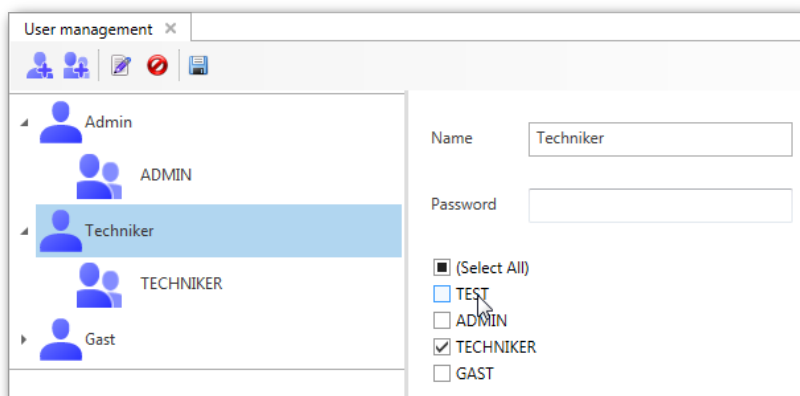 User management
Admin
ADMIN
Techniker
TECHNIKER
Gast
Name
Techniker
Password
(Select All)
TEST
ADMIN
TECHNIKER
GAST